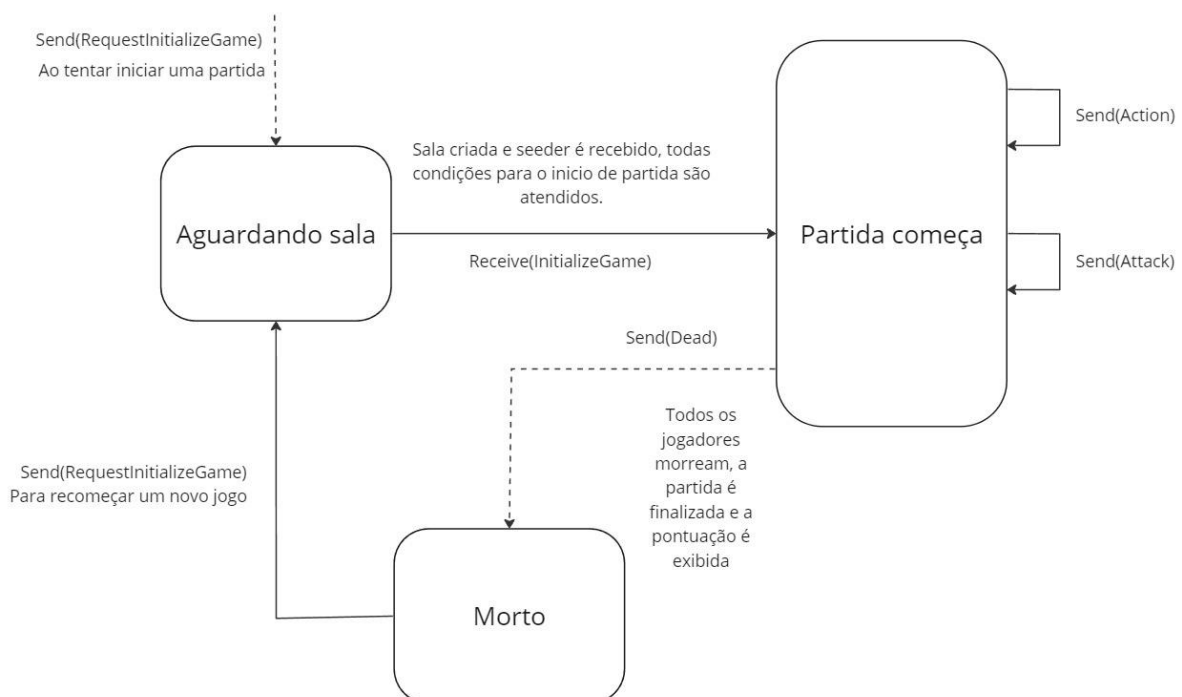 Send(RequestInitializeGame)
Ao tentar iniciar uma partida
Aguardando sala
Sala criada e seeder é recebido, todas
condições para o inicio de partida são
atendidos.
Receive(InitializeGame)
Partida começa
Send(Action)
Send(Attack)
Send(Dead)
Todos os
jogadores
morream, a
partida é
finalizada e a
pontuação é
exibida
Send(RequestInitializeGame)
Para recomeçar um novo jogo
Morto